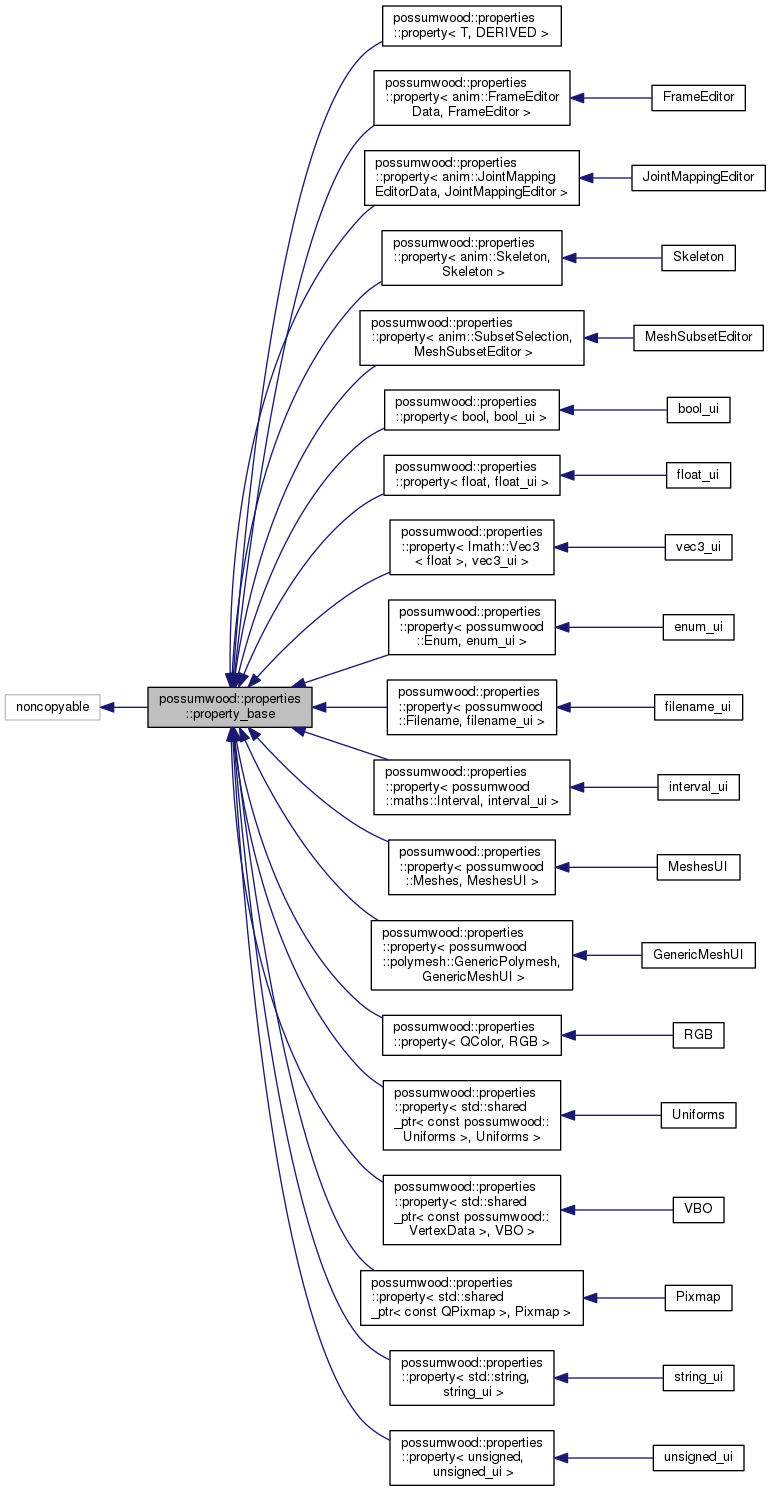 possumwood::properties
::property< T, DERIVED >
possumwood::properties
::property< anim::FrameEditor
Data, FrameEditor >
FrameEditor
possumwood::properties
::property< anim::JointMapping
EditorData, JointMappingEditor >
JointMappingEditor
possumwood::properties
::property< anim::Skeleton,
Skeleton >
Skeleton
possumwood::properties
::property< anim::SubsetSelection,
MeshSubsetEditor >
MeshSubsetEditor
possumwood::properties
::property< bool, bool_ui >
bool_ui
possumwood::properties
::property< float, float_ui >
float_ui
possumwood::properties
::property< Imath::Vec3
< float >, vec3_ui >
vec3_ui
possumwood::properties
::property< possumwood
::Enum, enum_ui >
enum_ui
noncopyable
possumwood::properties
::property_base
possumwood::properties
::property< possumwood
::Filename, filename_ui >
filename_ui
possumwood::properties
::property< possumwood
::maths::Interval, interval_ui >
interval_ui
possumwood::properties
::property< possumwood
::Meshes, MeshesUI >
MeshesUI
possumwood::properties
::property< possumwood
::polymesh::GenericPolymesh,
GenericMeshUI >
GenericMeshUI
possumwood::properties
::property< QColor, RGB >
RGB
possumwood::properties
::property< std::shared
_ptr< const possumwood::
Uniforms >, Uniforms >
Uniforms
possumwood::properties
::property< std::shared
_ptr< const possumwood::
VertexData >, VBO >
VBO
possumwood::properties
::property< std::shared
_ptr< const QPixmap >, Pixmap >
Pixmap
possumwood::properties
::property< std::string,
string_ui >
string_ui
possumwood::properties
::property< unsigned,
unsigned_ui >
unsigned_ui